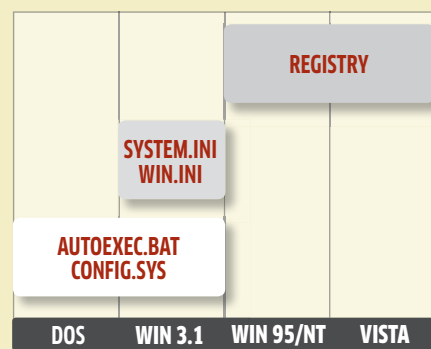 REGISTRY
SYSTEM.INI
WIN.INI
AUTOEXEC.BAT
CONFIG.SYS
DOS WIN 3.1 WIN 95/NT VISTA